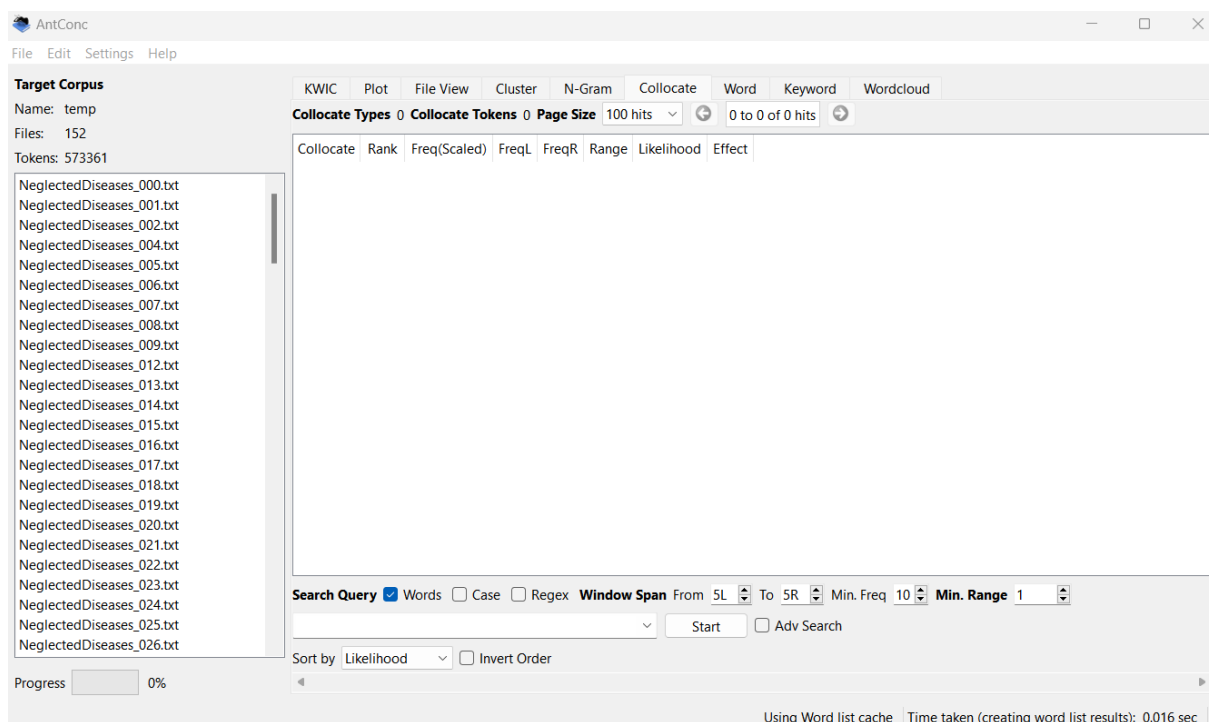 AntConc
File Edit Settings Help
Target Corpus
Name: temp
Files: 152
Tokens: 573361
NeglectedDiseases_000.txt
NeglectedDiseases_001.txt
NeglectedDiseases_002.txt
NeglectedDiseases_004.txt
NeglectedDiseases_005.txt
NeglectedDiseases_006.txt
NeglectedDiseases_007.txt
NeglectedDiseases_008.txt
NeglectedDiseases_009.txt
NeglectedDiseases_012.txt
NeglectedDiseases_013.txt
NeglectedDiseases_014.txt
NeglectedDiseases_015.txt
NeglectedDiseases_016.txt
NeglectedDiseases_017.txt
NeglectedDiseases_018.txt
NeglectedDiseases_019.txt
NeglectedDiseases_020.txt
NeglectedDiseases_021.txt
NeglectedDiseases_022.txt
NeglectedDiseases_023.txt
NeglectedDiseases_024.txt
NeglectedDiseases_025.txt
NeglectedDiseases_026.txt
Progress 0%
KWIC Plot File View Cluster N-Gram Collocate Word Keyword Wordcloud
Collocate Types 0 Collocate Tokens 0 Page Size 100 hits 0 to 0 of 0 hits
Collocate Rank Freq(Scaled) FreqL FreqR Range Likelihood Effect
Search Query Words Case Regex Window Span From 5L To 5R Min. Freq 10 Min. Range 1
Start Adv Search
Sort by Likelihood Invert Order
Using Word list cache Time taken (creating word list results): 0.016 sec